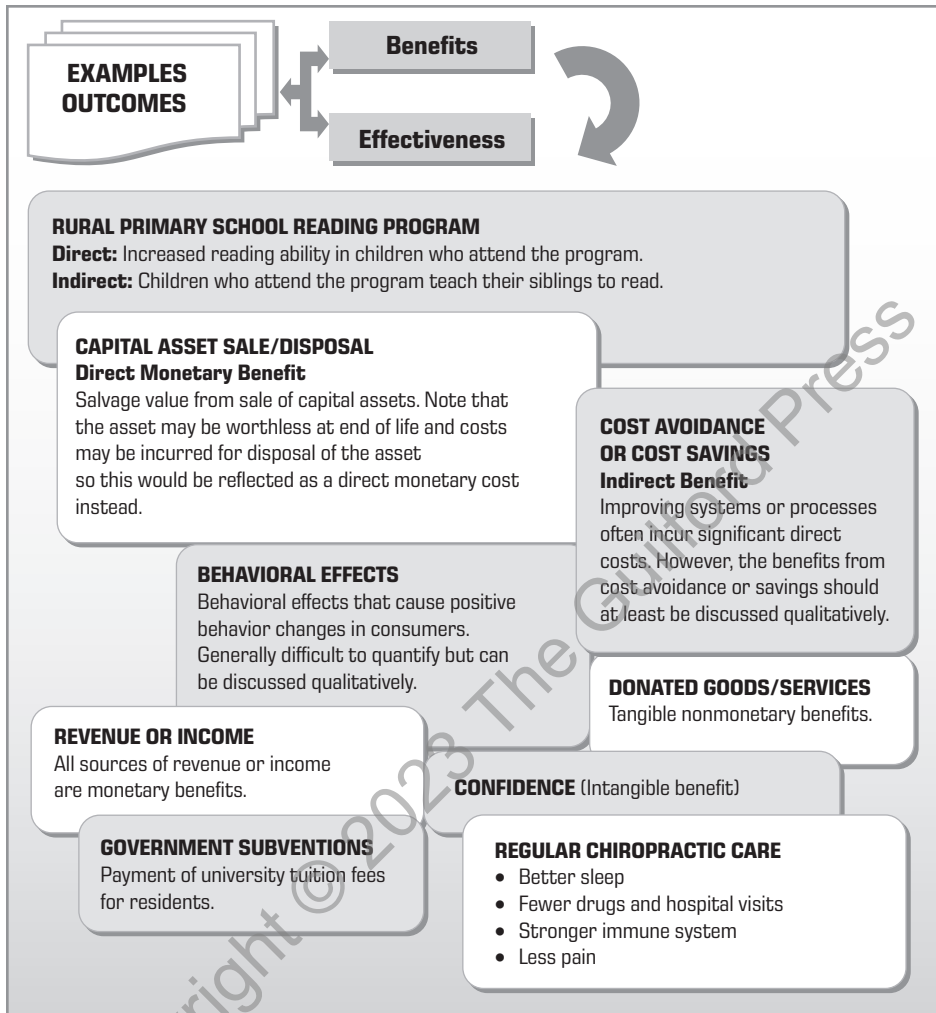 EXAMPLES
OUTCOMES
Benefits
Effectiveness
RURAL PRIMARY SCHOOL READING PROGRAM
Direct: Increased reading ability in children who attend the program.
Indirect: Children who attend the program teach their siblings to read.
CAPITAL ASSET SALE/DISPOSAL
Direct Monetary Benefit
Salvage value from sale of capital assets. Note that
the asset may be worthless at end of life and costs
may be incurred for disposal of the asset
so this would be reflected as a direct monetary cost
instead.
COST AVOIDANCE
OR COST SAVINGS
Indirect Benefit
Improving systems or processes
often incur significant direct
costs. However, the benefits from
cost avoidance or savings should
at least be discussed qualitatively.
BEHAVIORAL EFFECTS
Behavioral effects that cause positive
behavior changes in consumers.
Generally difficult to quantify but can
be discussed qualitatively.
DONATED GOODS/SERVICES
Tangible nonmonetary benefits.
REVENUE OR INCOME
All sources of revenue or income
are monetary benefits.
CONFIDENCE (Intangible benefit)
GOVERNMENT SUBVENTIONS
Payment of university tuition fees
for residents.
REGULAR CHIROPRACTIC CARE
• Better sleep
• Fewer drugs and hospital visits
• Stronger immune system
• Less pain
right © 2023 The Guilford Press